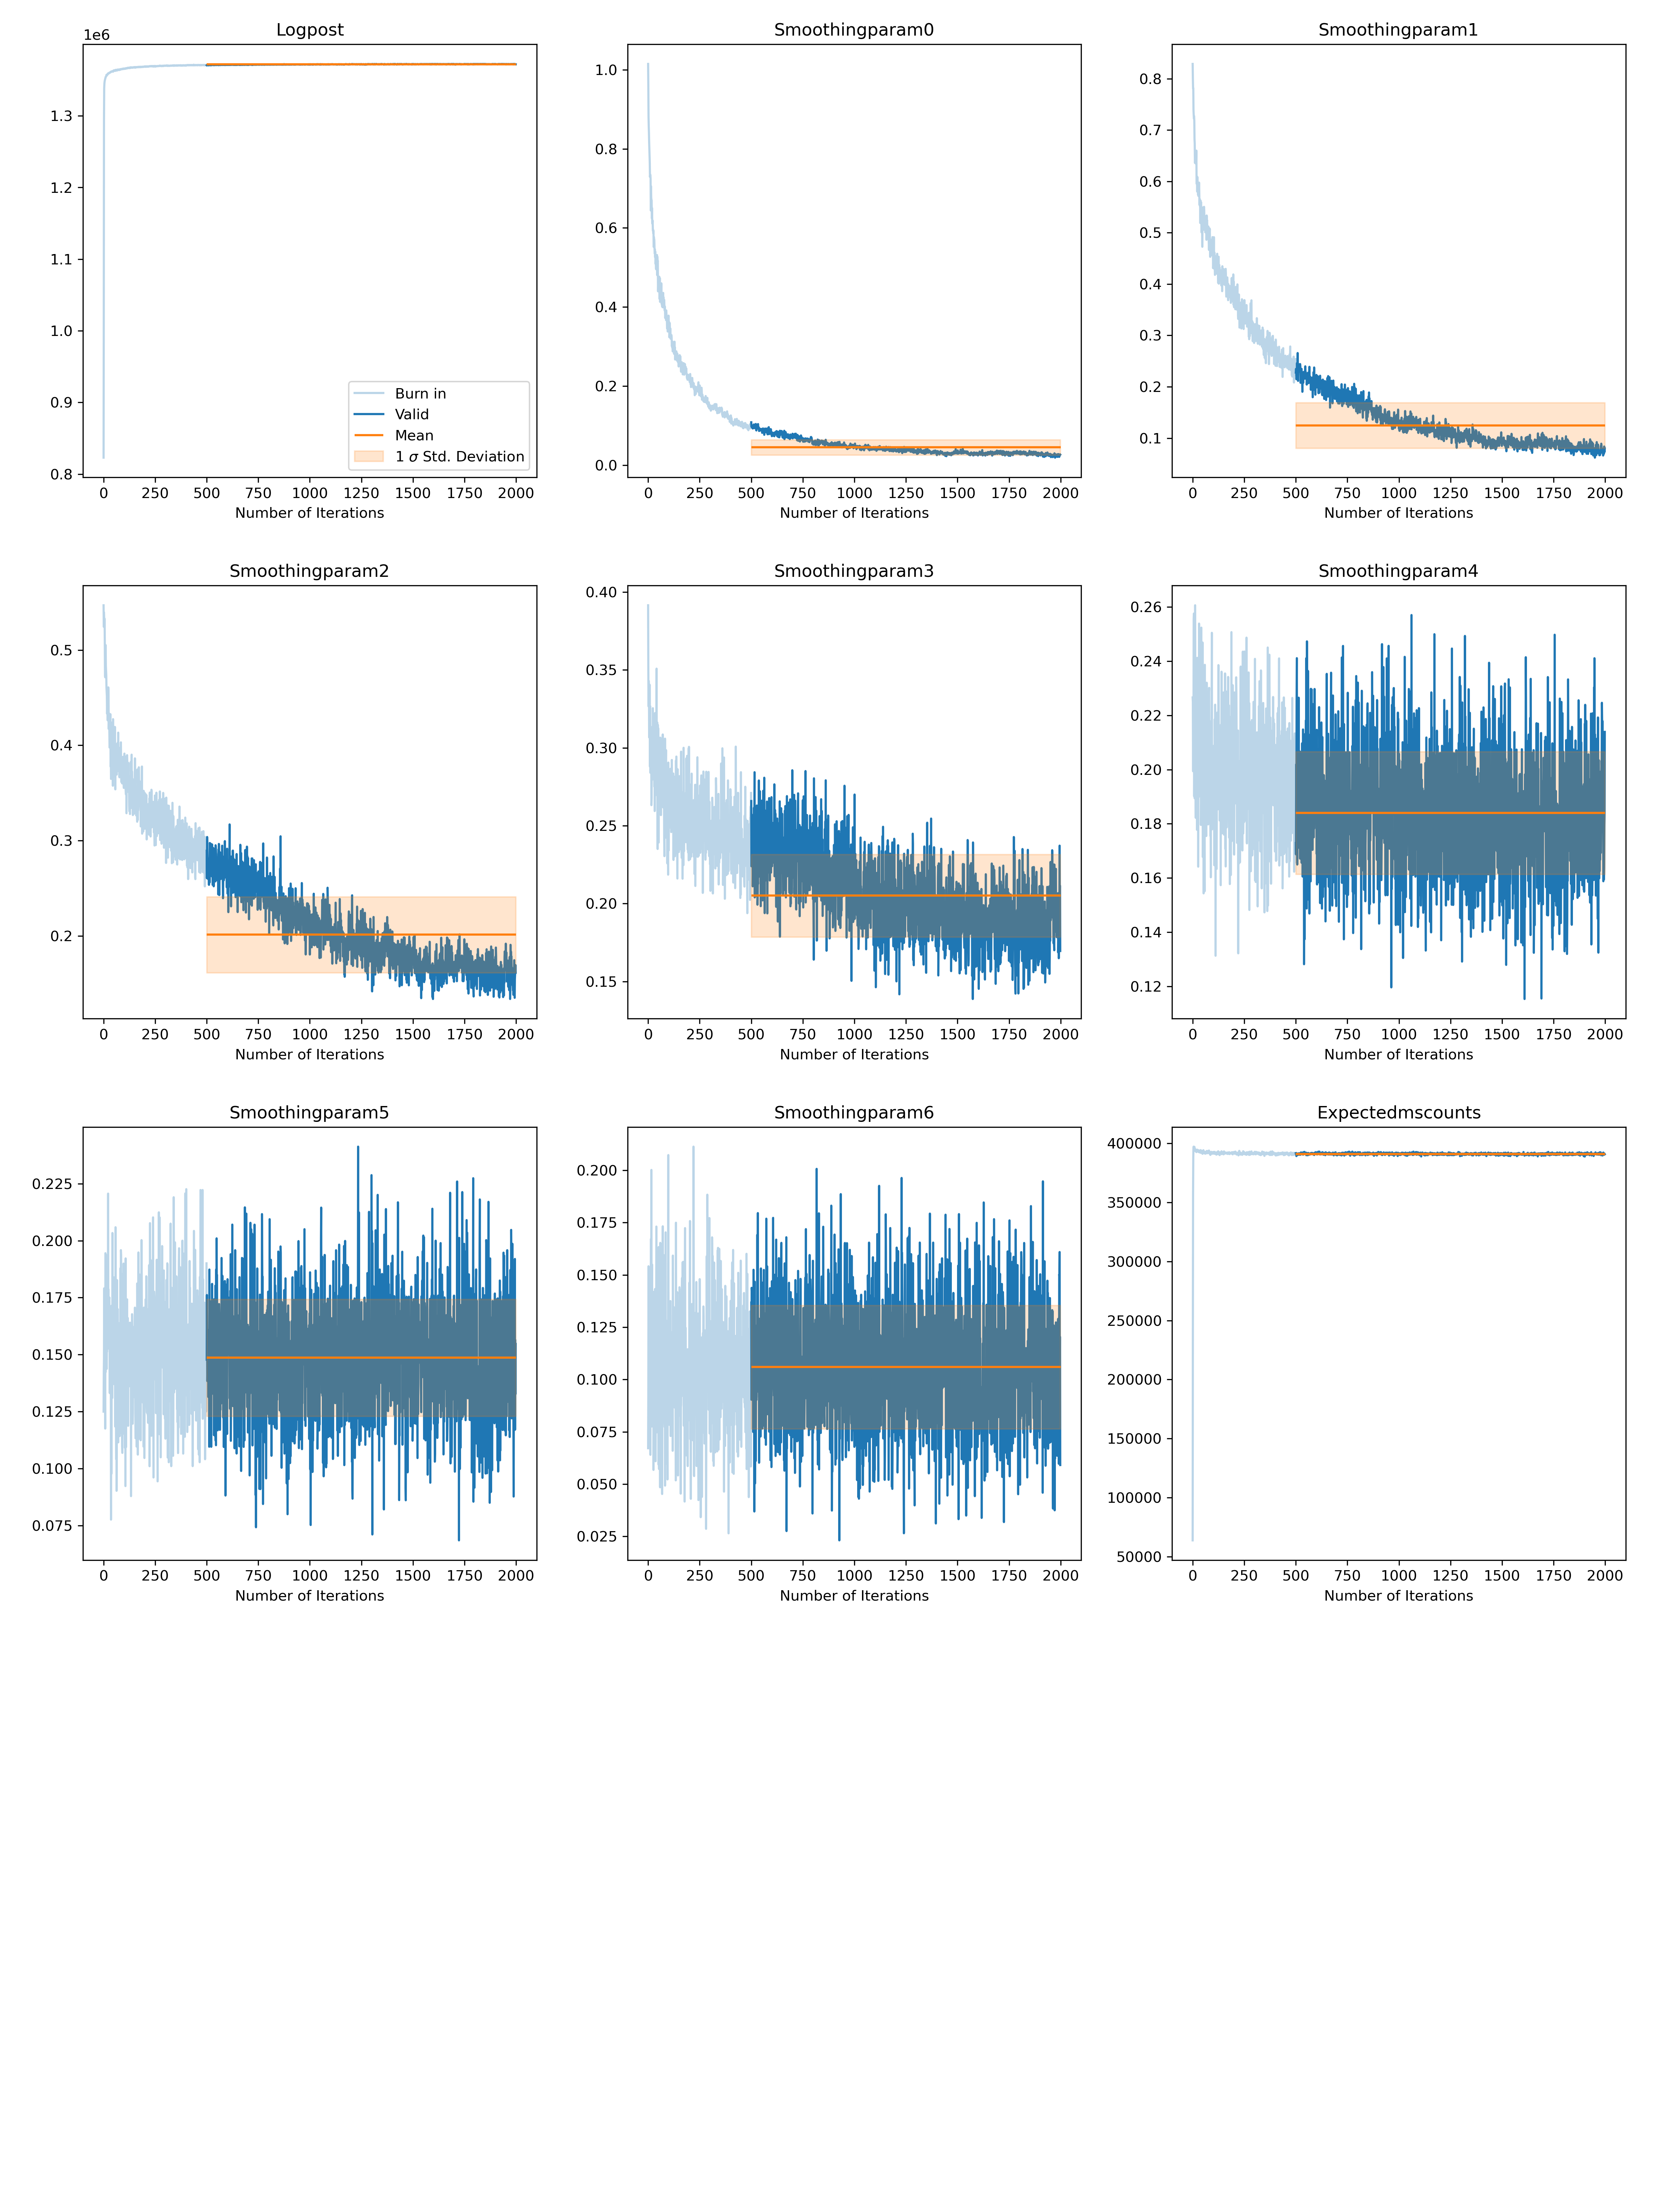 Logpost
1e6
1.3
1.2
1.1
1.0
0.9
0.8
Burn in
Valid
Mean
1 σ Std. Deviation
0 250 500 750 1000 1250 1500 1750 2000
Number of Iterations
Smoothingparam0
1.0
0.8
0.6
0.4
0.2
0.0
0 250 500 750 1000 1250 1500 1750 2000
Number of Iterations
Smoothingparam1
0.8
0.7
0.6
0.5
0.4
0.3
0.2
0.1
0 250 500 750 1000 1250 1500 1750 2000
Number of Iterations
Smoothingparam2
0.5
0.4
0.3
0.2
0 250 500 750 1000 1250 1500 1750 2000
Number of Iterations
Smoothingparam3
0.40
0.35
0.30
0.25
0.20
0.15
0 250 500 750 1000 1250 1500 1750 2000
Number of Iterations
Smoothingparam4
0.26
0.24
0.22
0.20
0.18
0.16
0.14
0.12
0 250 500 750 1000 1250 1500 1750 2000
Number of Iterations
Smoothingparam5
0.225
0.200
0.175
0.150
0.125
0.100
0.075
0 250 500 750 1000 1250 1500 1750 2000
Number of Iterations
Smoothingparam6
0.200
0.175
0.150
0.125
0.100
0.075
0.050
0.025
0 250 500 750 1000 1250 1500 1750 2000
Number of Iterations
Expectedmscounts
400000
350000
300000
250000
200000
150000
100000
50000
0 250 500 750 1000 1250 1500 1750 2000
Number of Iterations